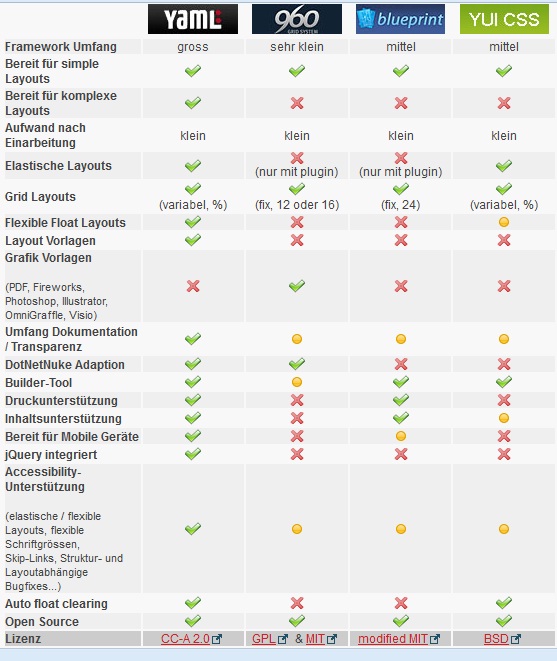 YAML 960 GRID SYSTEM blueprint YUI CSS
Framework Umfang gross sehr klein mittel mittel
Bereit für simple
Layouts
Bereit für komplexe
Layouts
Aufwand nach
Einarbeitung klein klein klein klein
Elastische Layouts (nur mit plugin) (nur mit plugin)
Grid Layouts (variabel, %) (fix, 12 oder 16) (fix, 24) (variabel, %)
Flexible Float Layouts
Layout Vorlagen
Grafik Vorlagen
(PDF, Fireworks,
Photoshop, Illustrator,
OmniGraffle, Visio)
Umfang Dokumentation
/ Transparenz
DotNetNuke Adaption
Builder-Tool
Druckunterstützung
Inhaltsunterstützung
Bereit für Mobile Geräte
jQuery integriert
Accessibility-
Unterstützung
(elastische / flexible
Layouts, flexible
Schriftgrössen,
Skip-Links, Struktur- und
Layoutabhängige
Bugfixes...)
Auto float clearing
Open Source
Lizenz CC-A 2.0 GPL & MIT modified MIT BSD